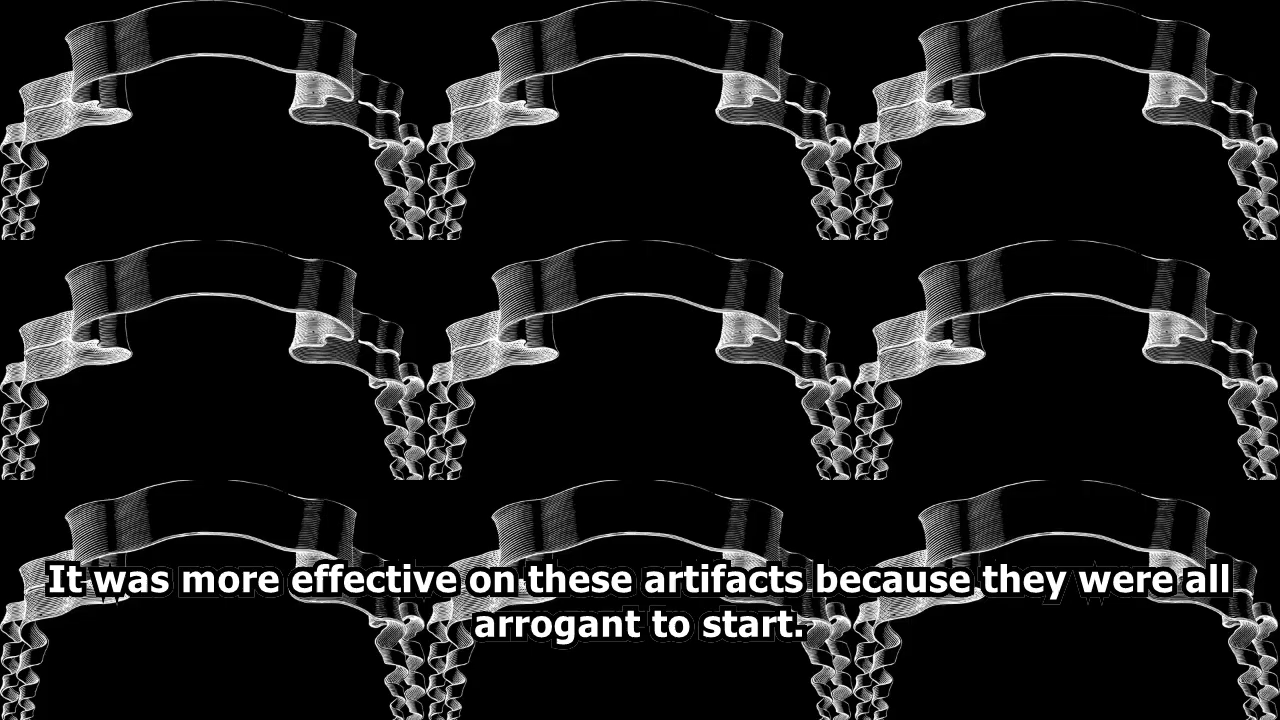 It was more effective on these artifacts because they were all
arrogant to start.